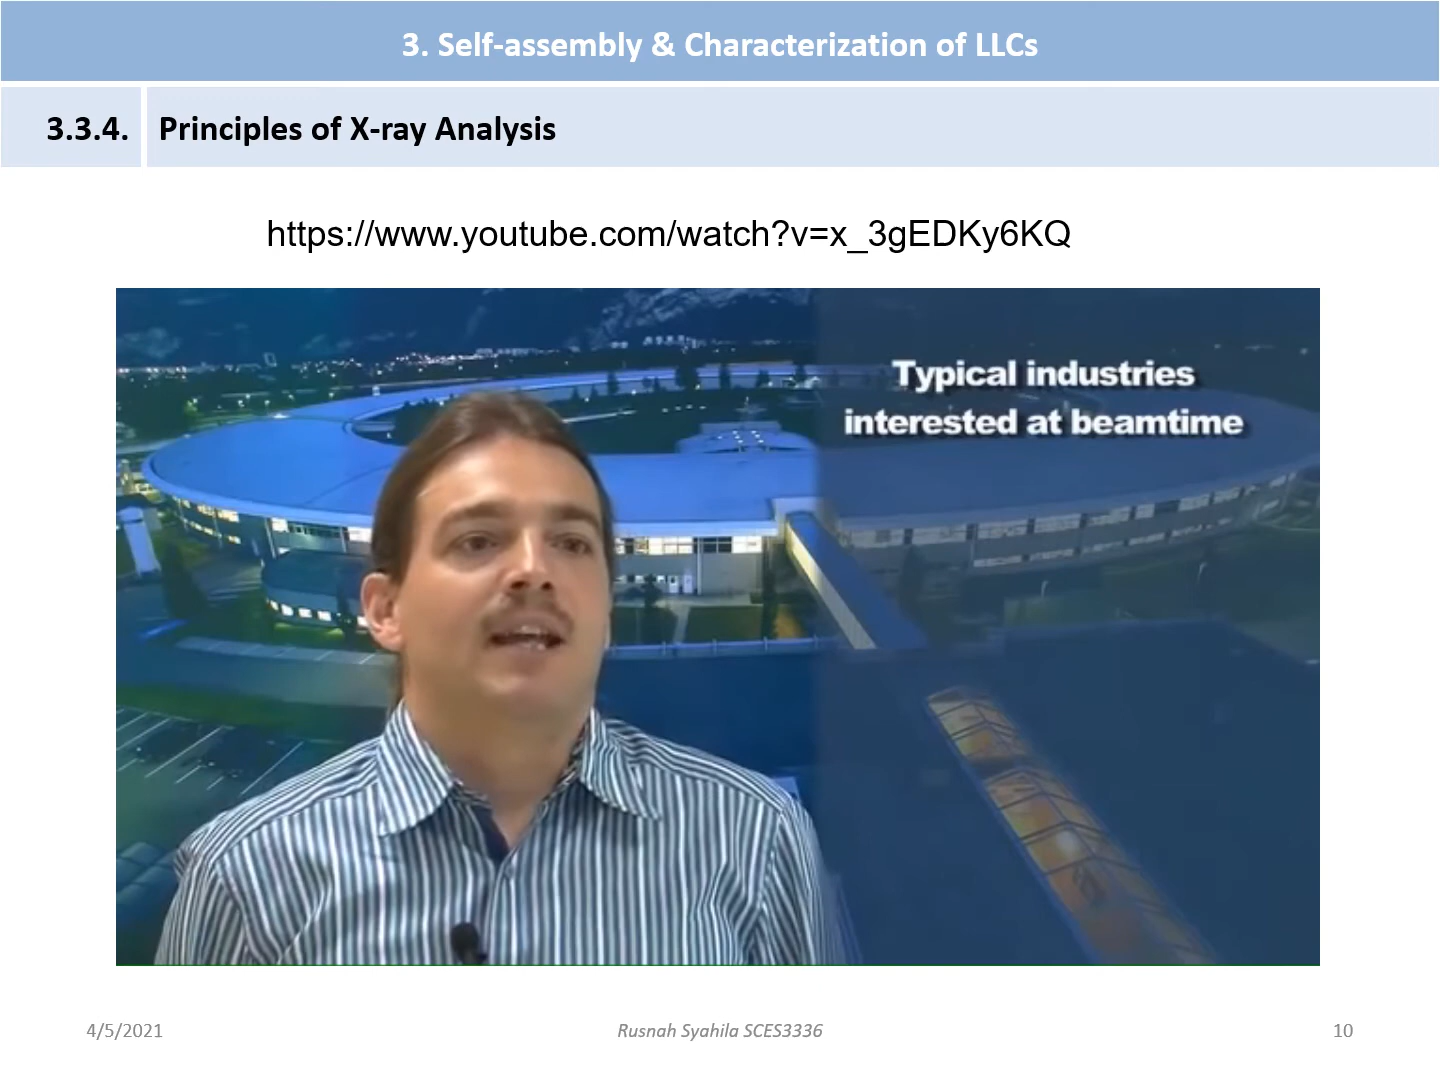 3. Self-assembly & Characterization of LLCs
3.3.4. Principles of X-ray Analysis
https://www.youtube.com/watch?v=x_3gEDKy6KQ
Typical industries
interested at beamtime
4/5/2021 Rusnah Syahila SCES3336 10